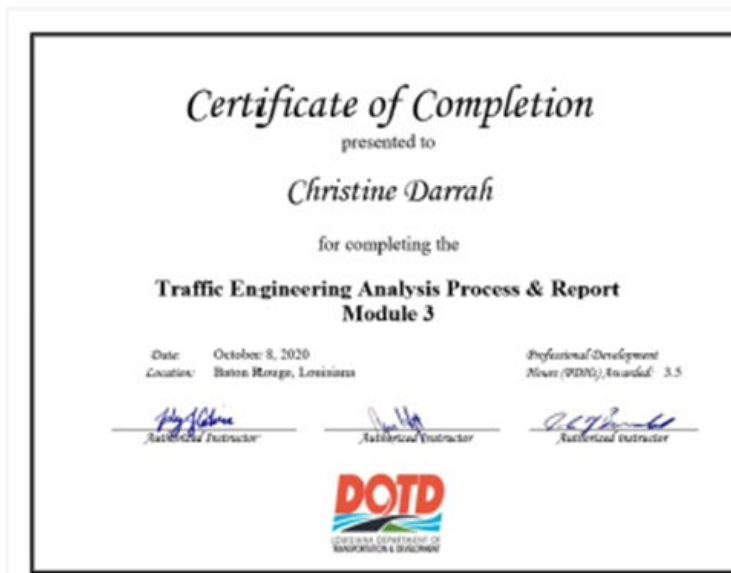 Certificate of Completion
presented to
Christine Darrah
for completing the
Traffic Engineering Analysis Process & Report
Module 3
Date: October 8, 2020
Location: Baton Rouge, Louisiana
Professional Development
Hours (PDHs) Awarded: 3.5
Authorized Instructor
Authorized Instructor
Authorized Instructor
DOTD
LOUISIANA DEPARTMENT OF
TRANSPORTATION & DEVELOPMENT